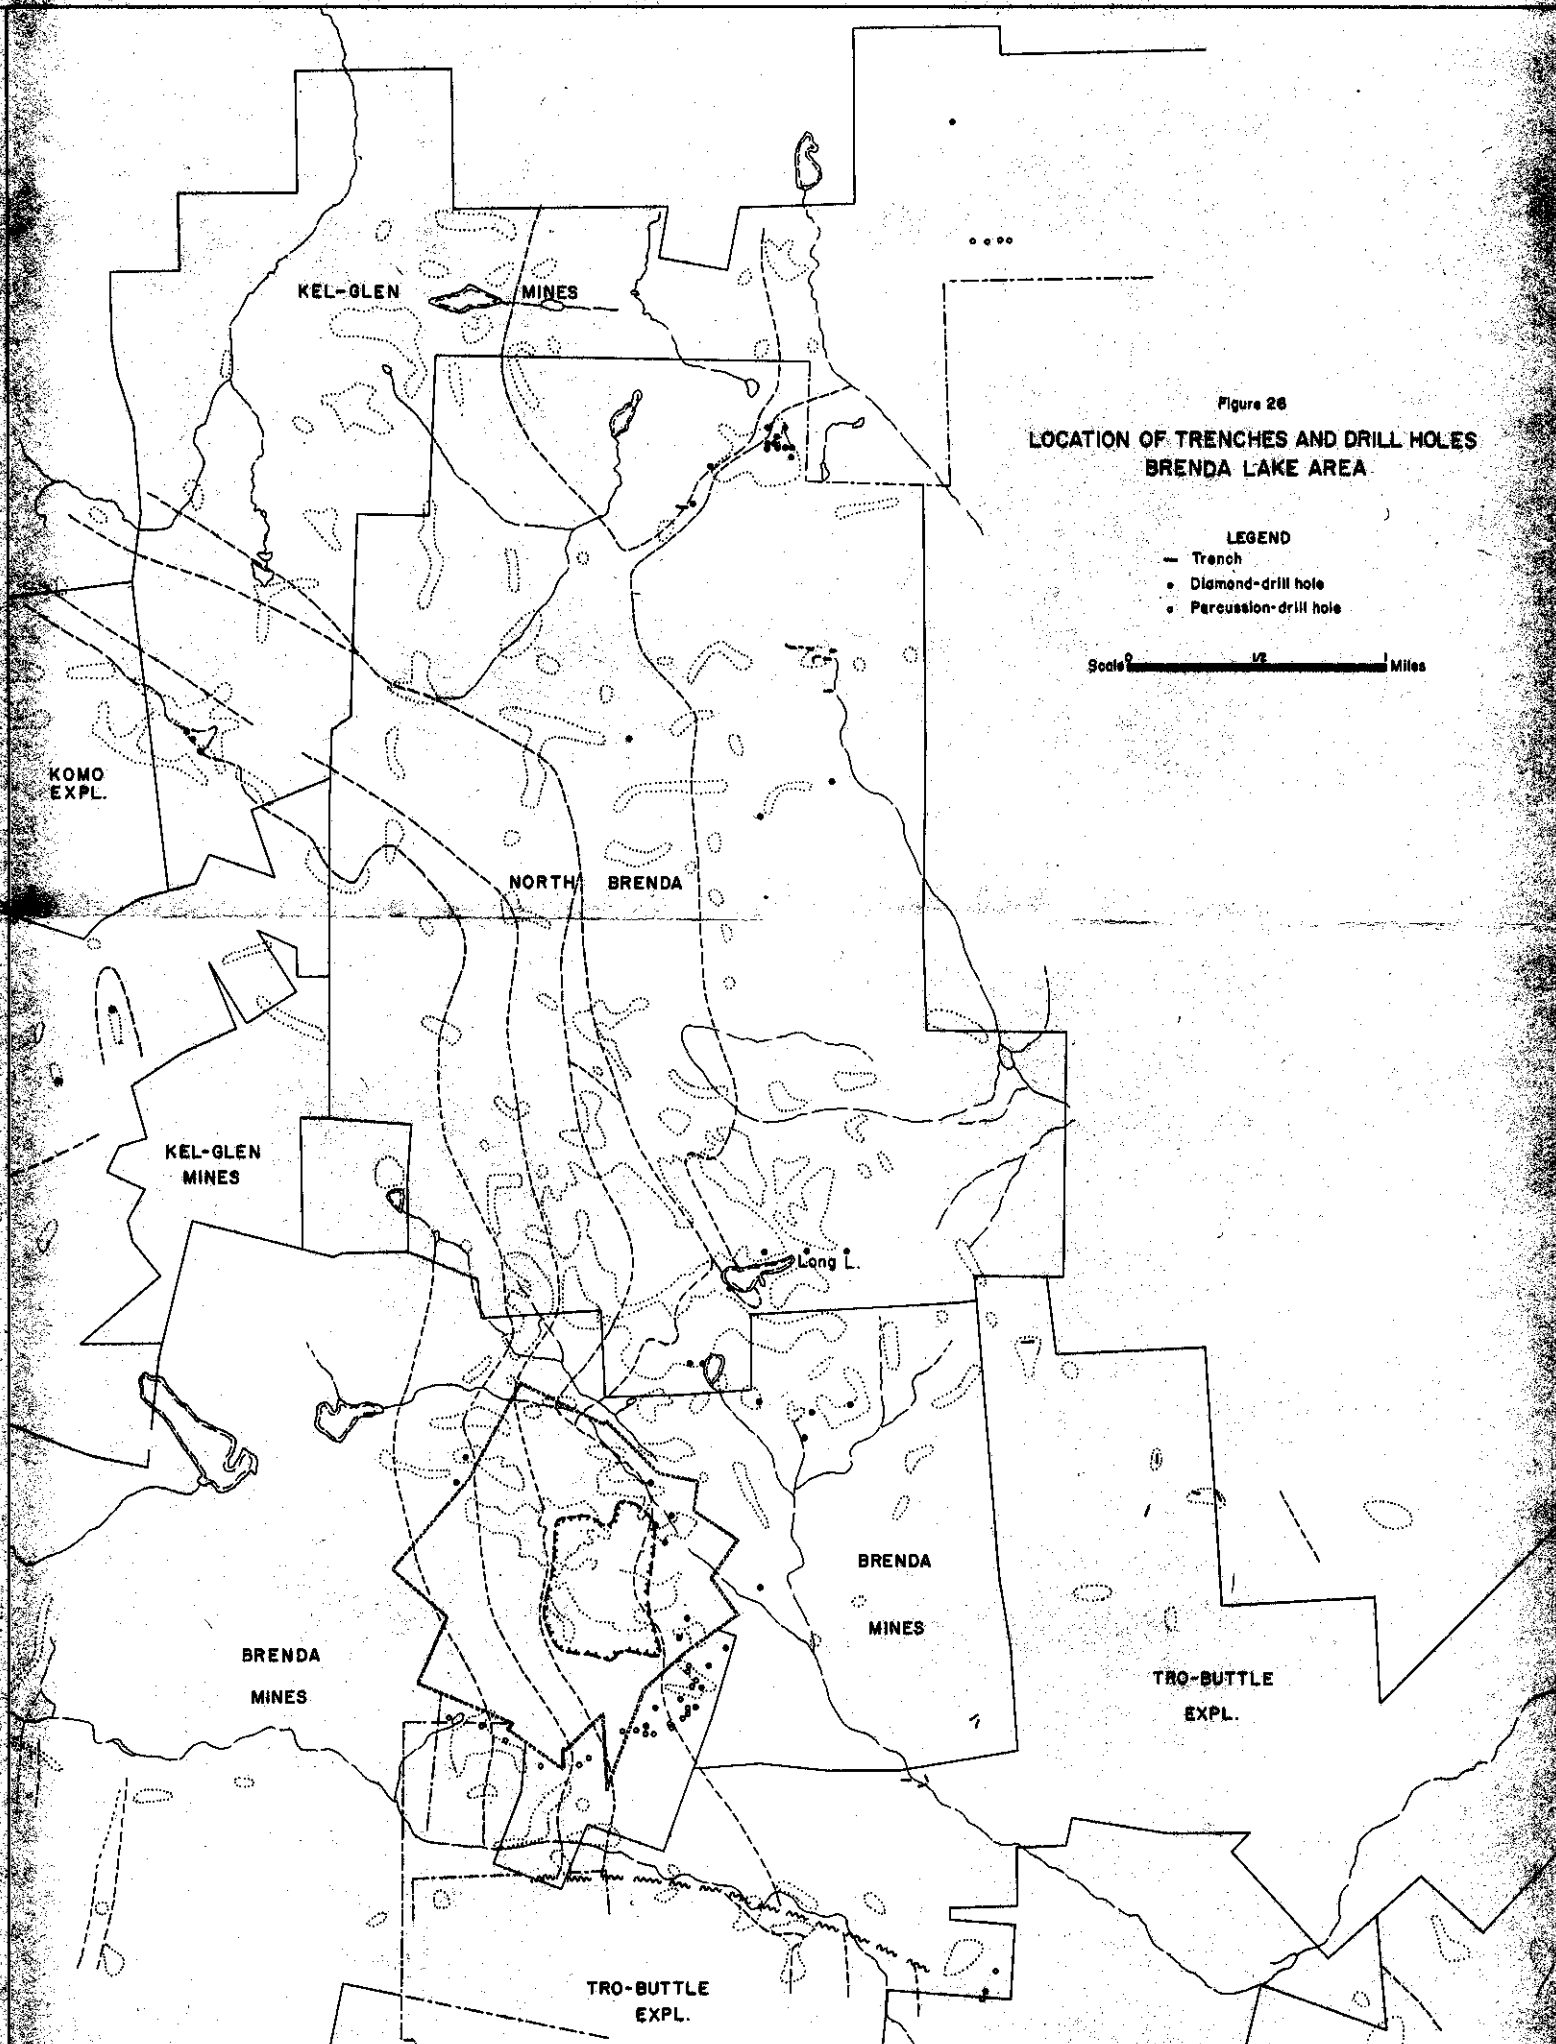 KEL-GLEN MINES
Figure 26
LOCATION OF TRENCHES AND DRILL HOLES
BRENDA LAKE AREA
LEGEND
Trench
Diamond-drill hole
Percussion-drill hole
Scale 0 1/2 1 Miles
KOMO
EXPL.
NORTH BRENDA
KEL-GLEN
MINES
Long L.
BRENDA
MINES
BRENDA
MINES
TRO-BUTTLE
EXPL.
TRO-BUTTLE
EXPL.